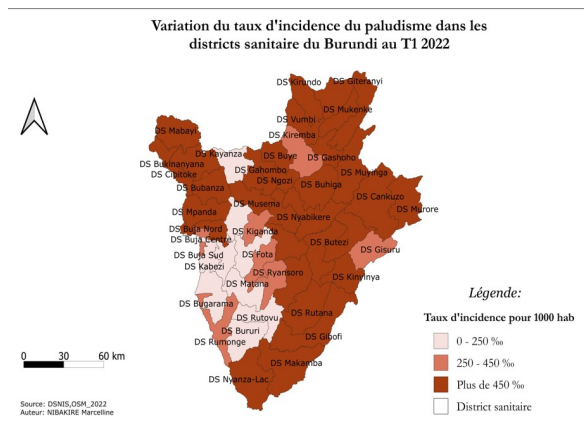 Variation du taux d'incidence du paludisme dans les
districts sanitaire du Burundi au T1 2022
DS Kirundo
DS Giteranyi
DS Mukenke
DS Vumbi
DS Kiremba
DS Mabayi
DS Kayanza
DS Buye
DS Gashoho
DS Bukinanyana
DS Gahombo
DS Muyinga
DS Cibitoke
DS Ngozi
DS Buhiga
DS Bubanza
DS Cankuzo
DS Musema
DS Mpanda
DS Nyabikere
DS Murore
DS Buja Nord
DS Kiganda
DS Buja Centre
DS Butezi
DS Buja Sud
DS Fota
DS Gisuru
DS Kabezi
DS Ryansoro
DS Kinyinya
DS Matana
DS Bugarama
DS Rutovu
DS Rutana
DS Bururi
DS Rumonge
DS Gihofi
DS Makamba
DS Nyanza-Lac
Légende:
Taux d'incidence pour 1000 hab
0 - 250 ‰
250 - 450 ‰
Plus de 450 ‰
District sanitaire
0 30 60 km
Source: DSNIS,OSM_2022
Auteur: NIBAKIRE Marcelline